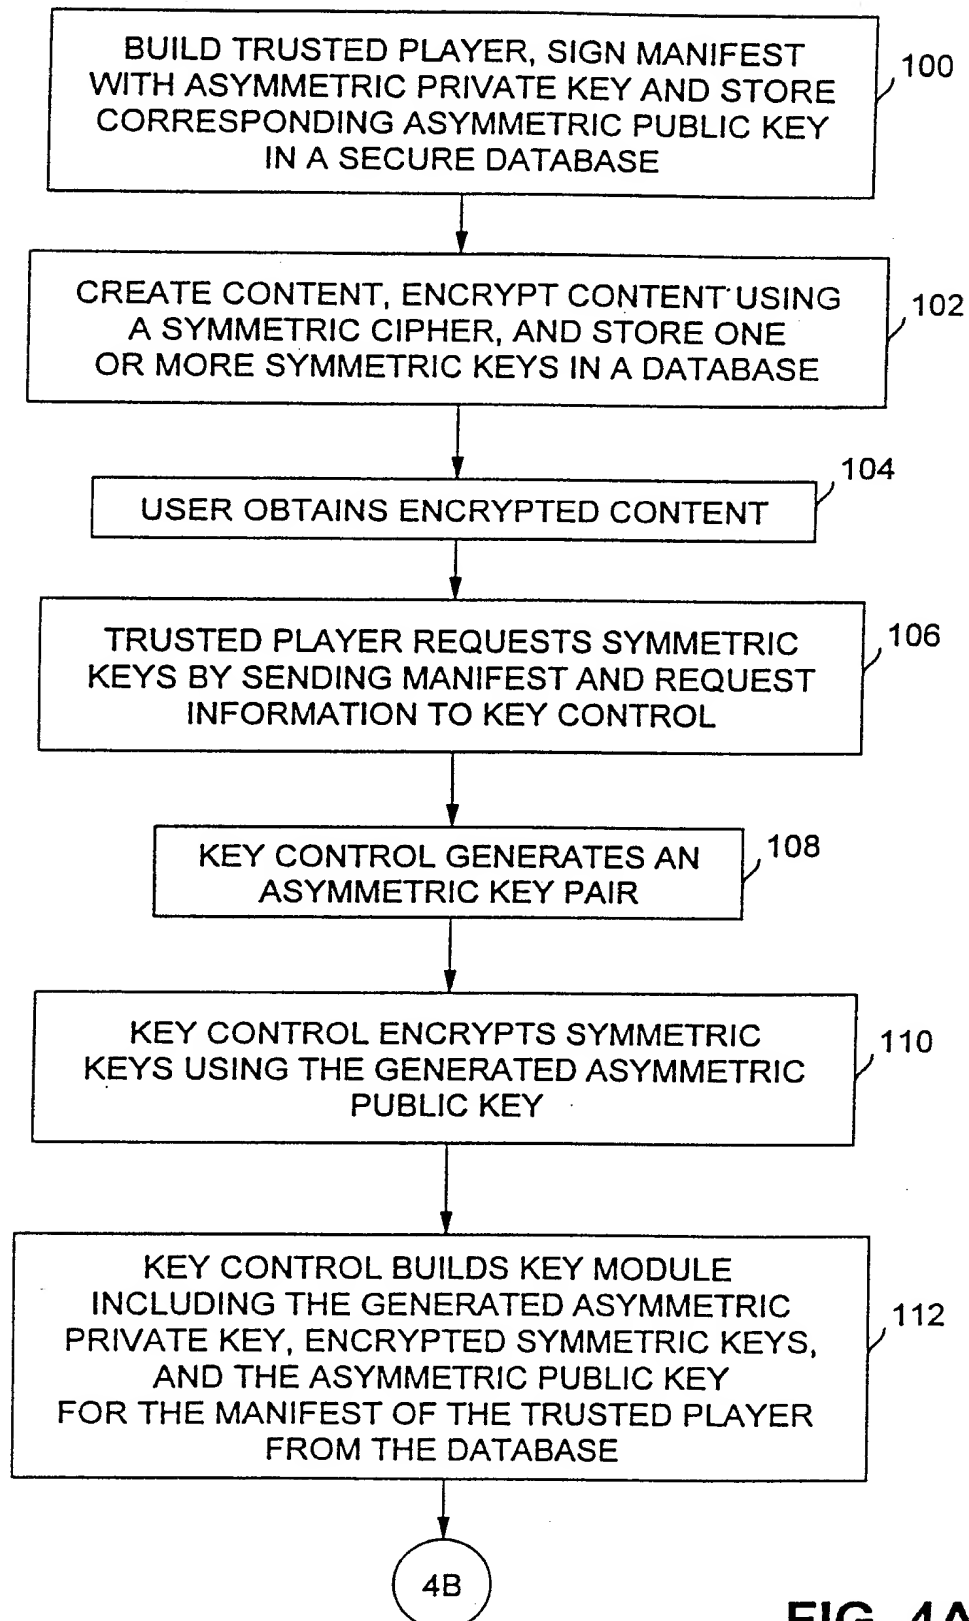 BUILD TRUSTED PLAYER, SIGN MANIFEST
WITH ASYMMETRIC PRIVATE KEY AND STORE
CORRESPONDING ASYMMETRIC PUBLIC KEY
IN A SECURE DATABASE
100
CREATE CONTENT, ENCRYPT CONTENT USING
A SYMMETRIC CIPHER, AND STORE ONE
OR MORE SYMMETRIC KEYS IN A DATABASE
102
104
USER OBTAINS ENCRYPTED CONTENT
TRUSTED PLAYER REQUESTS SYMMETRIC
KEYS BY SENDING MANIFEST AND REQUEST
INFORMATION TO KEY CONTROL
106
KEY CONTROL GENERATES AN
ASYMMETRIC KEY PAIR
108
KEY CONTROL ENCRYPTS SYMMETRIC
KEYS USING THE GENERATED ASYMMETRIC
PUBLIC KEY
110
KEY CONTROL BUILDS KEY MODULE
INCLUDING THE GENERATED ASYMMETRIC
PRIVATE KEY, ENCRYPTED SYMMETRIC KEYS,
AND THE ASYMMETRIC PUBLIC KEY
FOR THE MANIFEST OF THE TRUSTED PLAYER
FROM THE DATABASE
112
4B
FIG. 4A